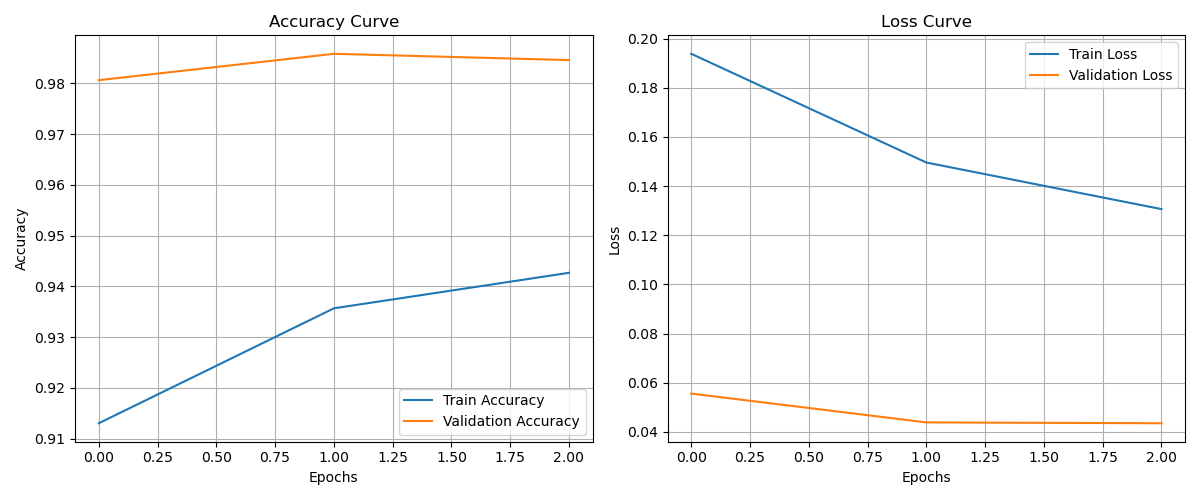 Accuracy Curve
Accuracy
0.98
0.97
0.96
0.95
0.94
0.93
0.92
0.91
Train Accuracy
Validation Accuracy
0.00 0.25 0.50 0.75 1.00 1.25 1.50 1.75 2.00
Epochs
Loss Curve
Loss
0.20
0.18
0.16
0.14
0.12
0.10
0.08
0.06
0.04
Train Loss
Validation Loss
0.00 0.25 0.50 0.75 1.00 1.25 1.50 1.75 2.00
Epochs